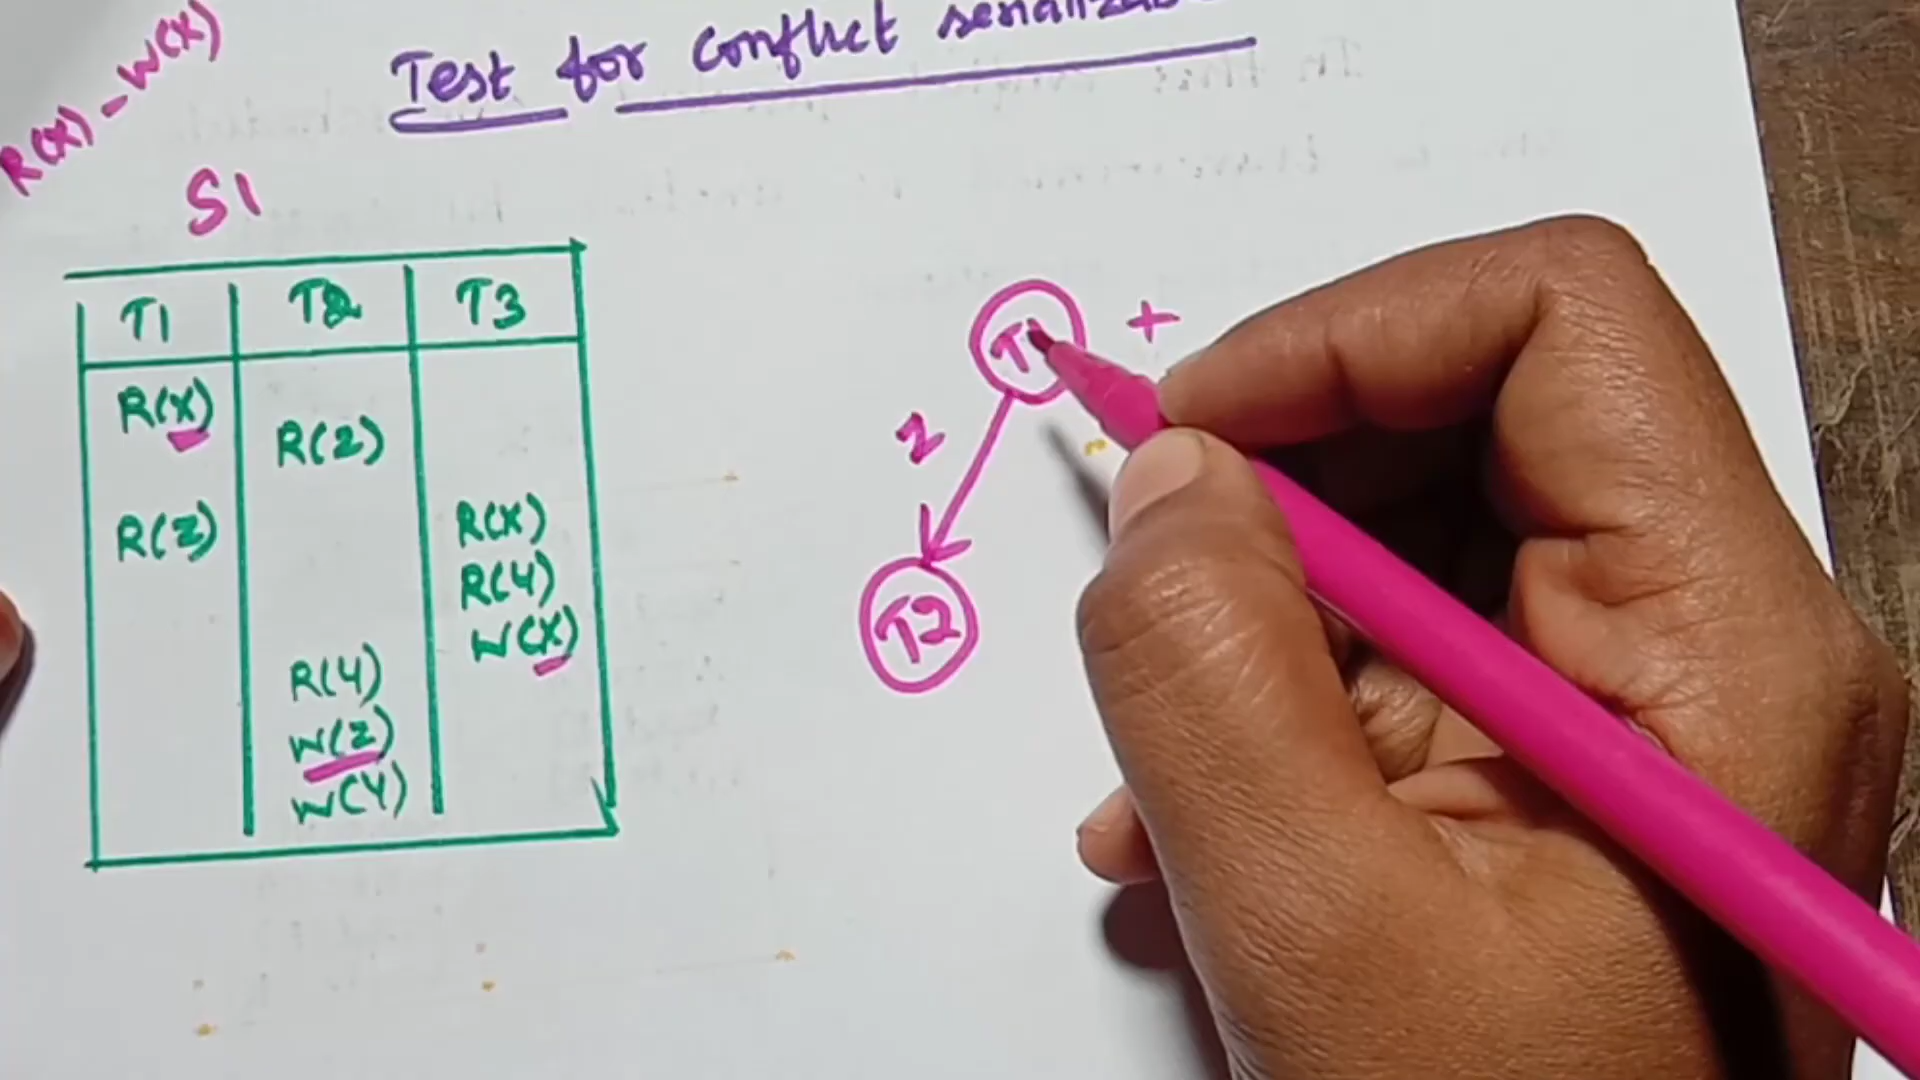 Test for conflict
R(X) - W(X)
S1
T1 T2 T3
R(X)
R(Z)
R(Z) R(X)
R(Y)
W(X)
R(Y)
W(Z)
W(Y)
T1 +
Z
T2